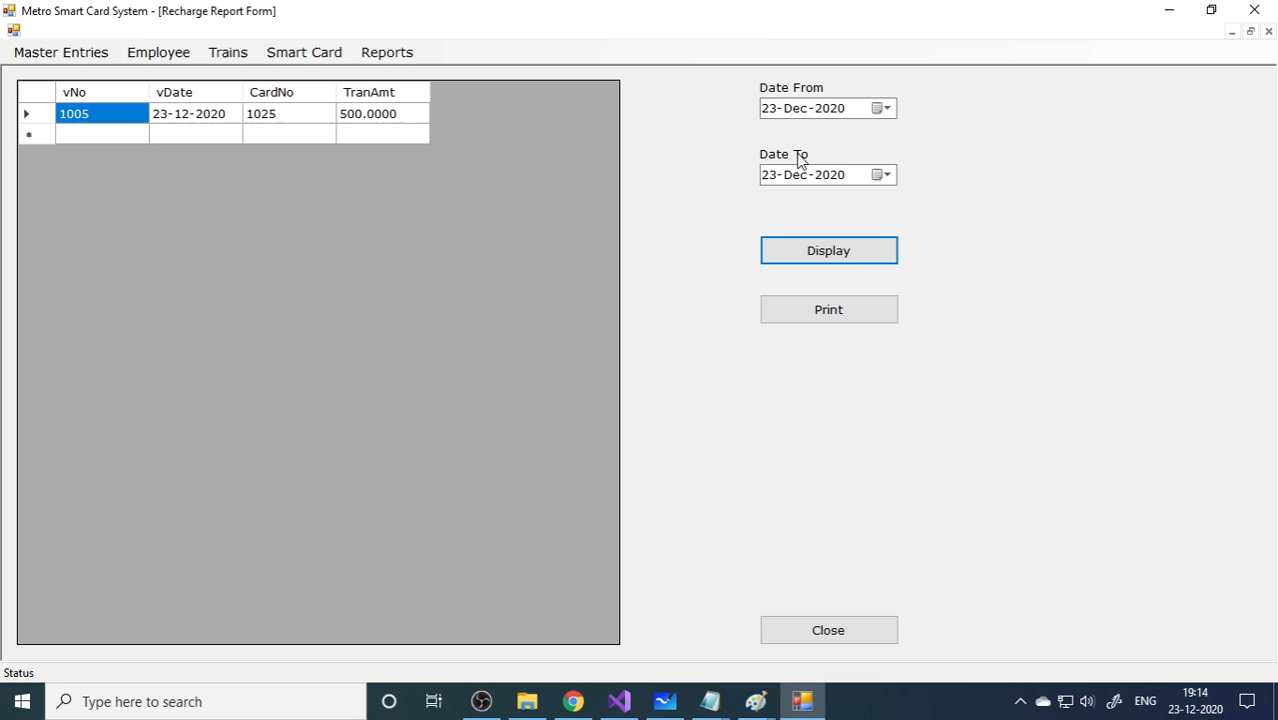 Metro Smart Card System - [Recharge Report Form]
Master Entries Employee Trains Smart Card Reports
vNo vDate CardNo TranAmt
1005 23-12-2020 1025 500.0000
*
Date From
23-Dec-2020
Date To
23-Dec-2020
Display
Print
Close
Status
Type here to search
ENG
19:14
23-12-2020